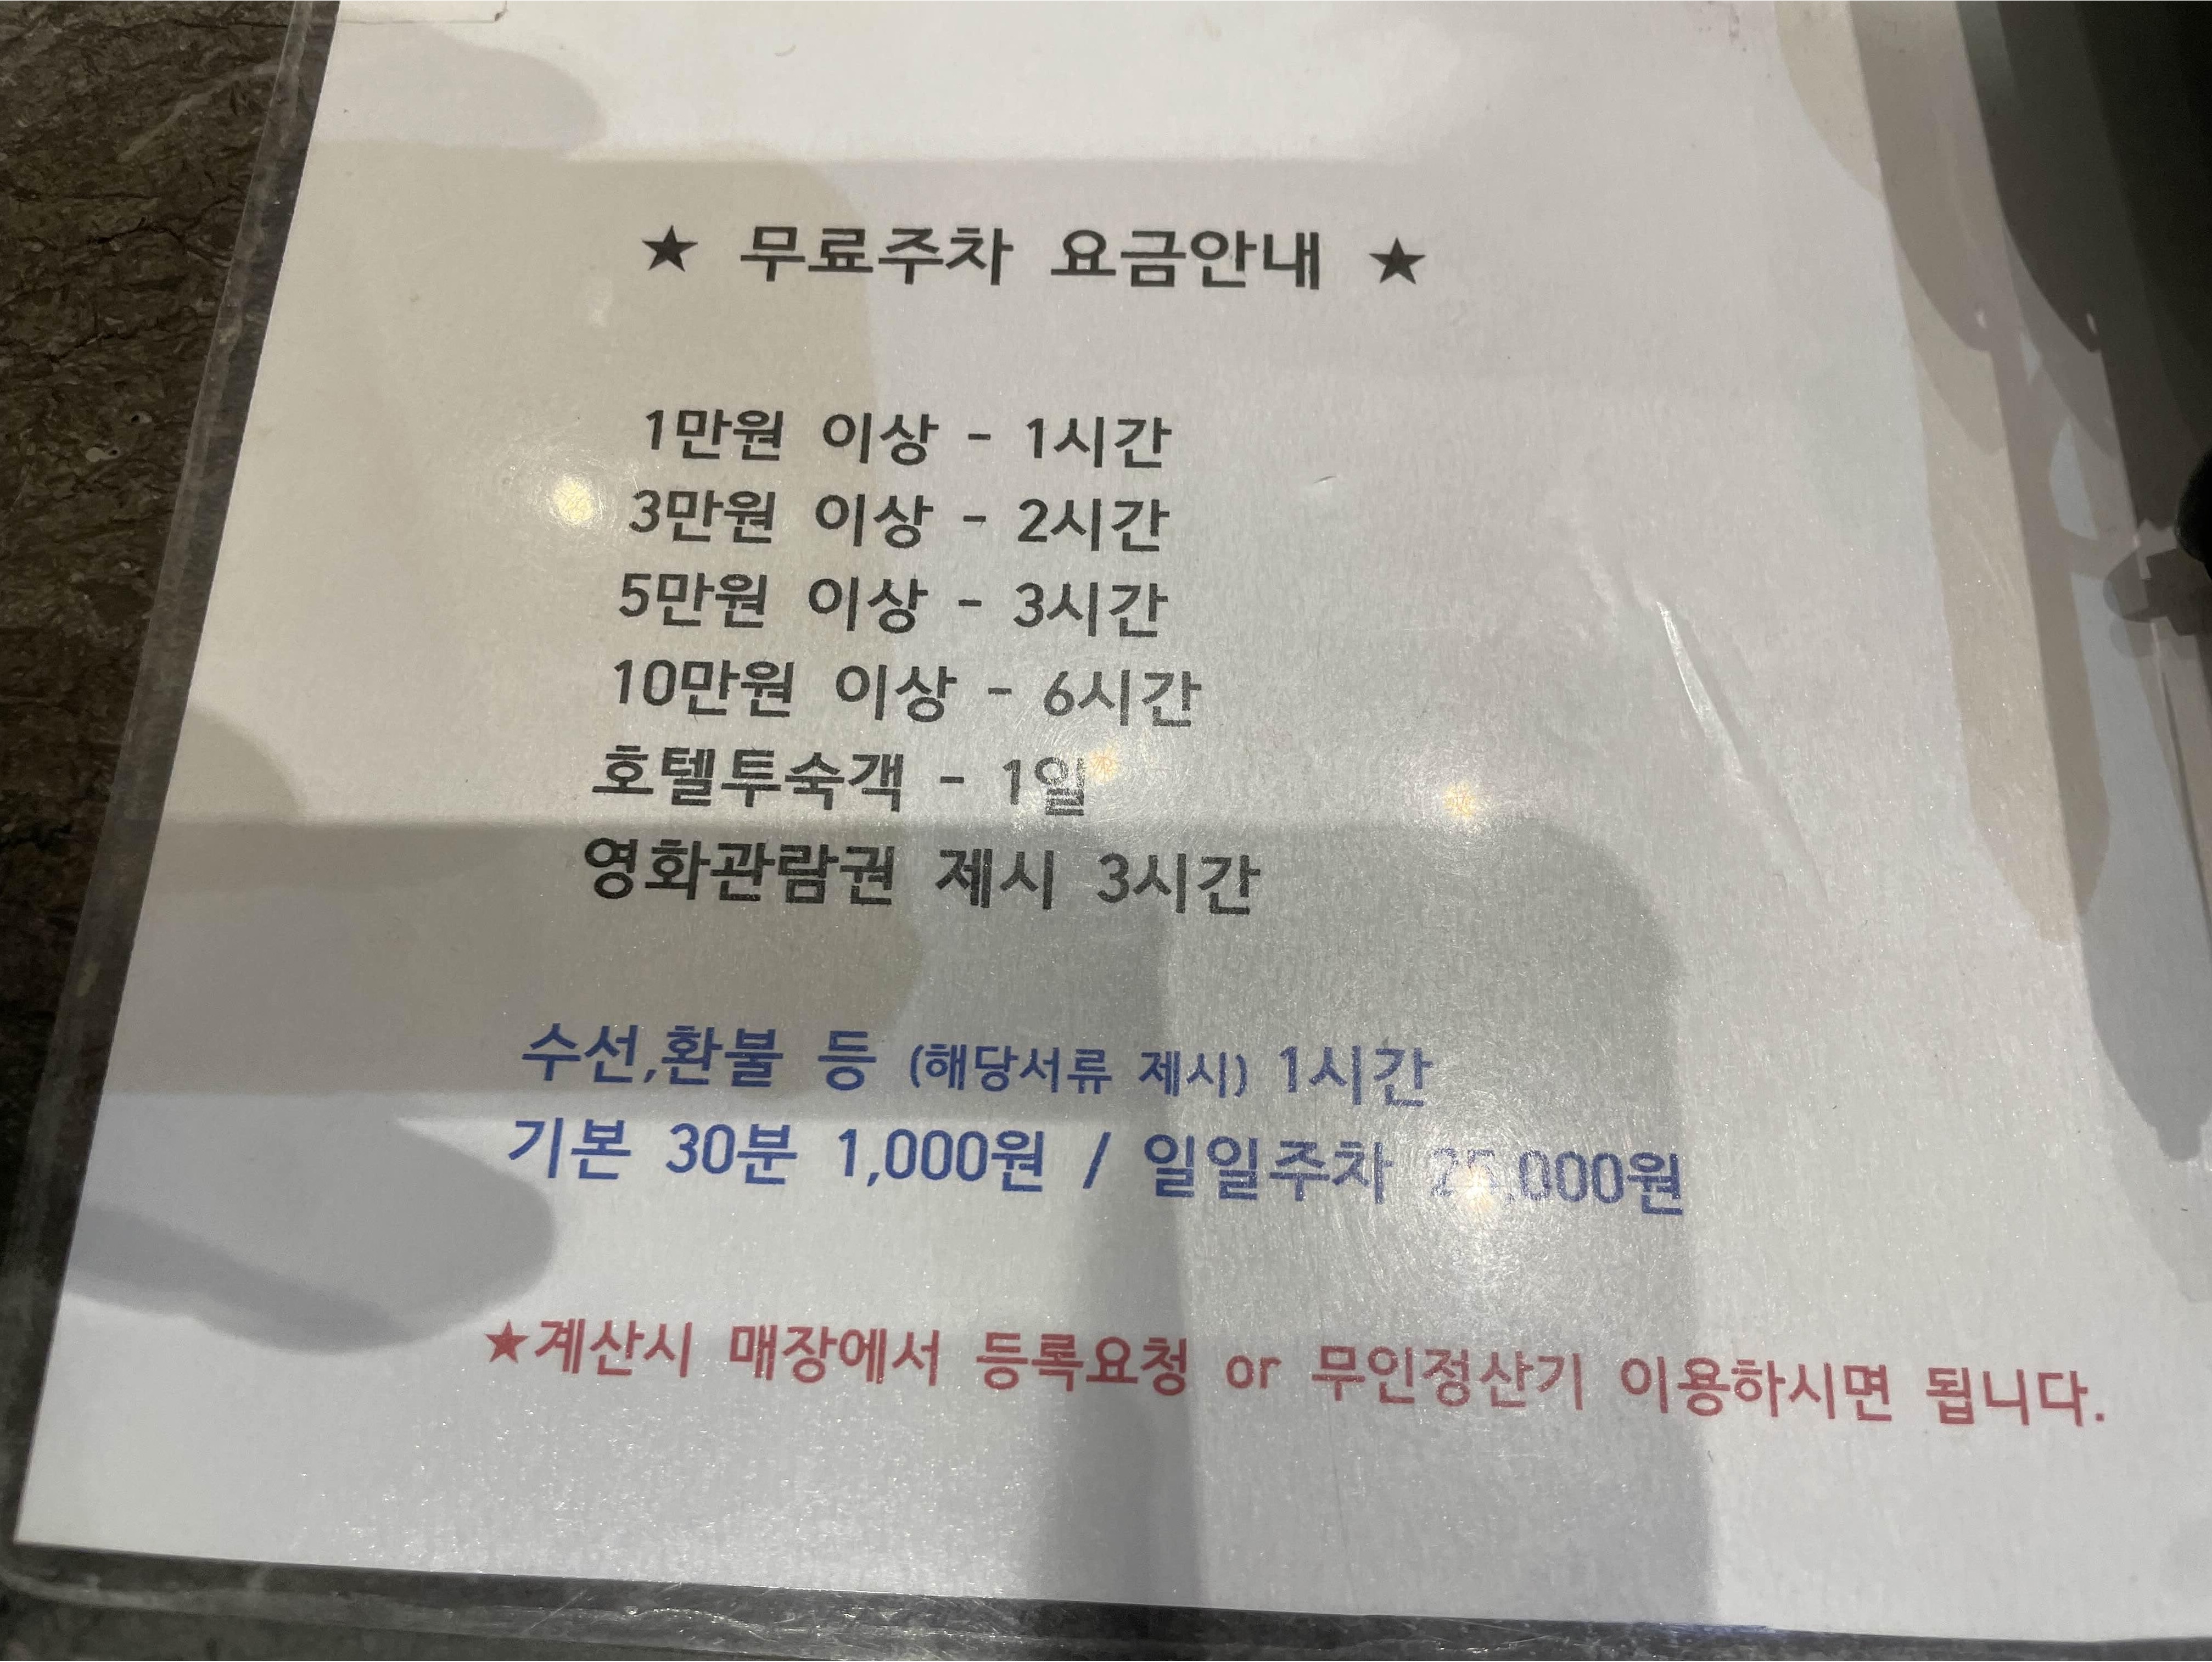 ★ 무료주차 요금안내 ★
1만원 이상 - 1시간
3만원 이상 - 2시간
5만원 이상 - 3시간
10만원 이상 - 6시간
호텔투숙객 - 1일
영화관람권 제시 3시간
수선,환불 등 (해당서류 제시) 1시간
기본 30분 1,000원 / 일일주차 25,000원
★계산시 매장에서 등록요청 or 무인정산기 이용하시면 됩니다.